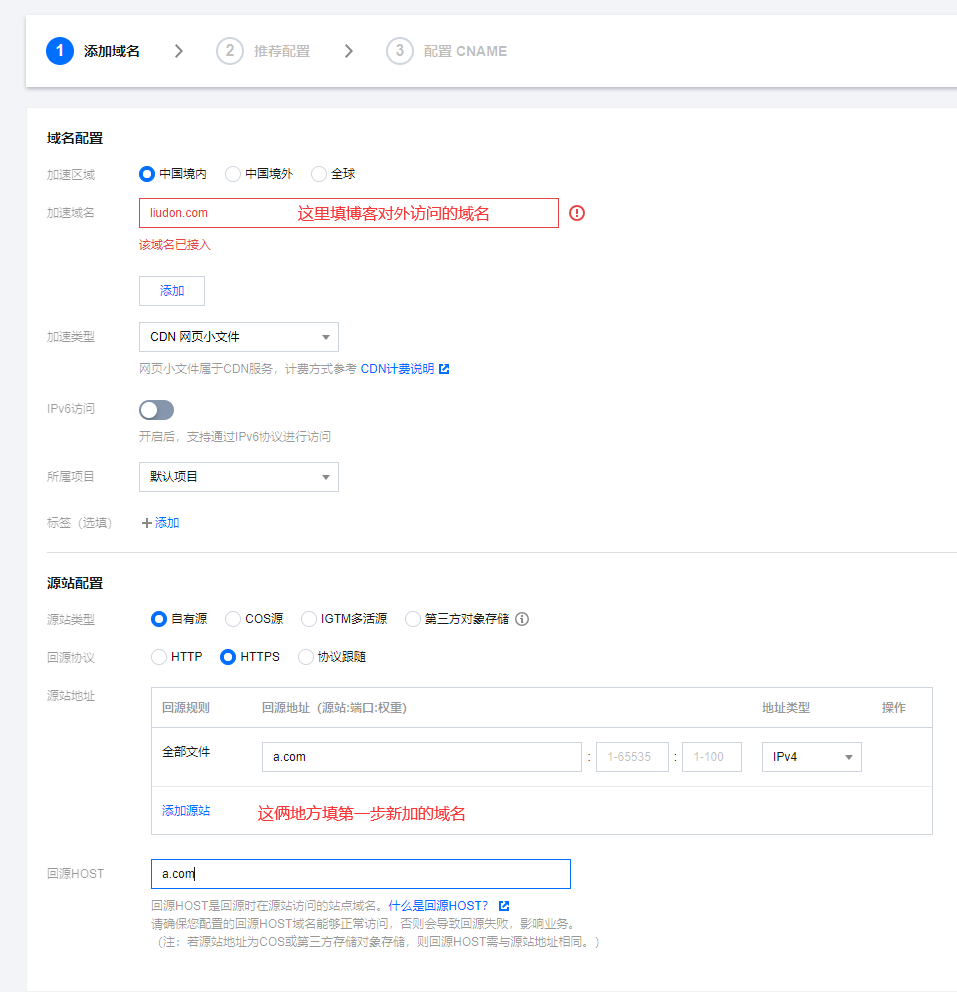 1 添加域名 2 推荐配置 3 配置 CNAME
域名配置
加速区域 中国境内 中国境外 全球
加速域名 liudon.com 这里填博客对外访问的域名
该域名已接入
添加
加速类型 CDN 网页小文件
网页小文件属于CDN服务，计费方式参考 CDN计费说明
IPv6访问
开启后，支持通过IPv6协议进行访问
所属项目 默认项目
标签（选填） 添加
源站配置
源站类型 自有源 COS源 IGTM多活源 第三方对象存储
回源协议 HTTP HTTPS 协议跟随
源站地址 回源规则 回源地址（源站:端口:权重） 地址类型 操作
全部文件 a.com : 1-65535 : 1-100 IPv4
添加源站 这俩地方填第一步新加的域名
回源HOST a.com
回源HOST是回源时在源站访问的站点域名。什么是回源HOST？
请确保您配置的回源HOST域名能够正常访问，否则会导致回源失败，影响业务。
（注：若源站地址为COS或第三方存储对象存储，则回源HOST需与源站地址相同。）